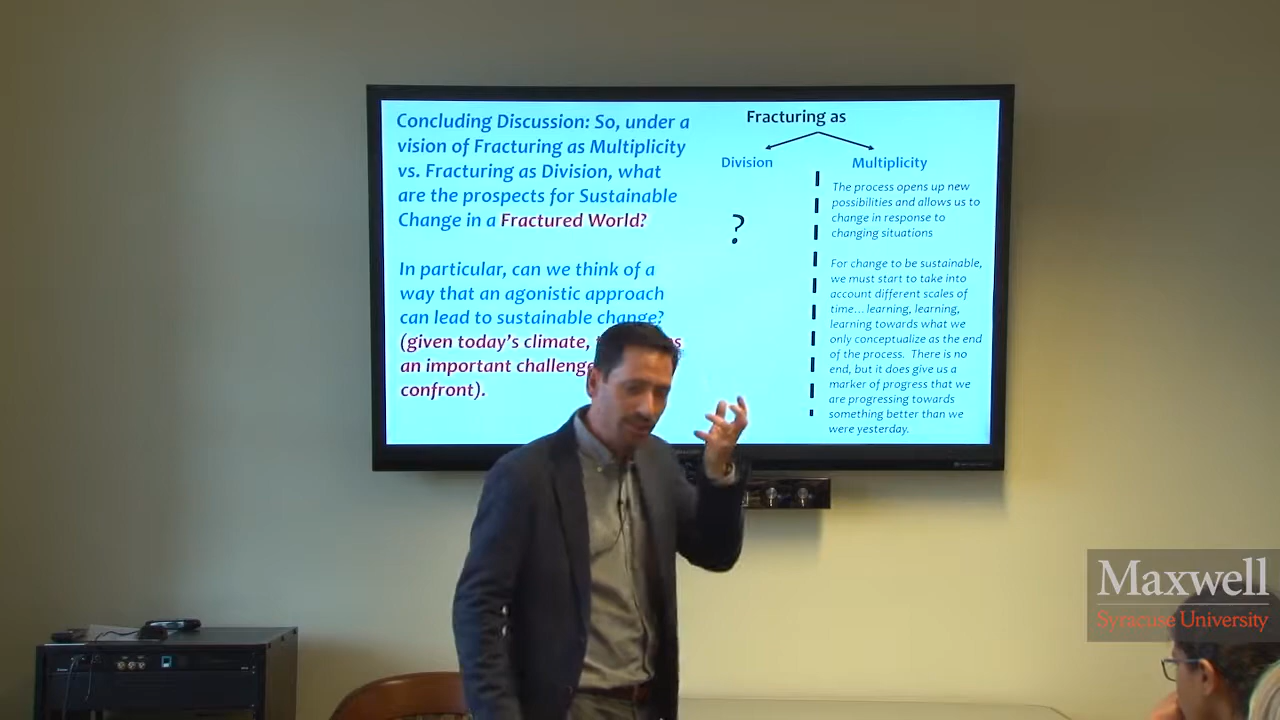 Concluding Discussion: So, under a
vision of Fracturing as Multiplicity
vs. Fracturing as Division, what
are the prospects for Sustainable
Change in a Fractured World?
In particular, can we think of a
way that an agonistic approach
can lead to sustainable change?
(given today's climate,
an important challenge
confront).
Fracturing as
Division
Multiplicity
?
The process opens up new
possibilities and allows us to
change in response to
changing situations
For change to be sustainable,
we must start to take into
account different scales of
time... learning, learning,
learning towards what we
only conceptualize as the end
of the process. There is no
end, but it does give us a
marker of progress that we
are progressing towards
something better than we
were yesterday.
Maxwell
Syracuse University